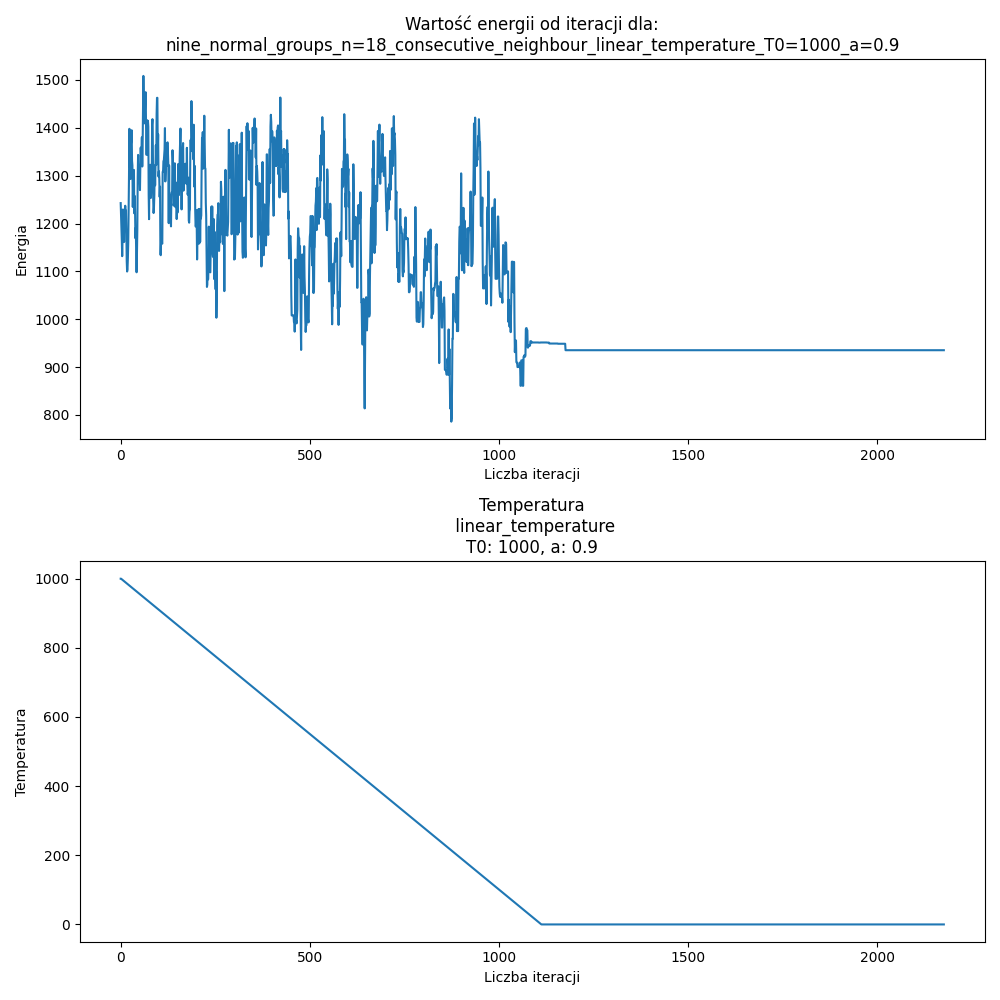 Wartość energii od iteracji dla:
nine_normal_groups_n=18_consecutive_neighbour_linear_temperature_T0=1000_a=0.9
1500
1400
1300
1200
1100
1000
900
800
Energia
0
500
1000
1500
2000
Liczba iteracji
Temperatura
linear_temperature
T0: 1000, a: 0.9
1000
800
600
400
200
0
Temperatura
0
500
1000
1500
2000
Liczba iteracji